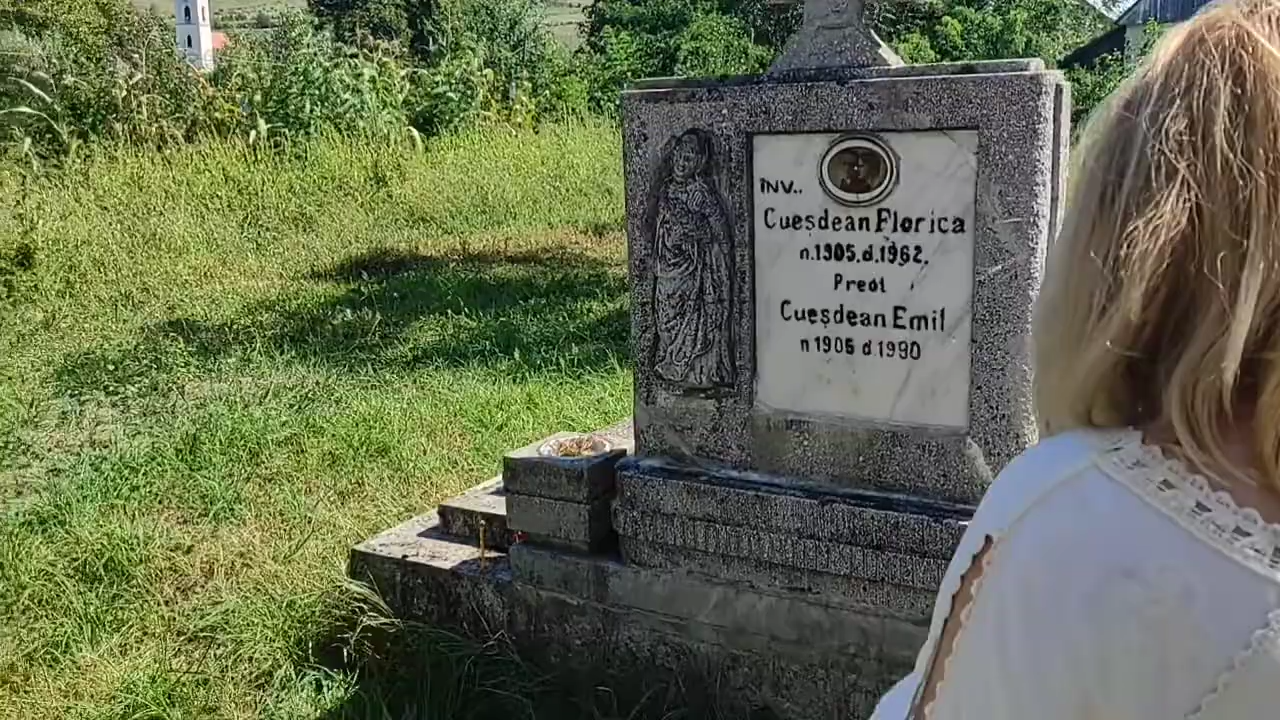 INV..
Cueșdean Florica
n.1905.d.1962.
Preot
Cueșdean Emil
n 1906 d.1990